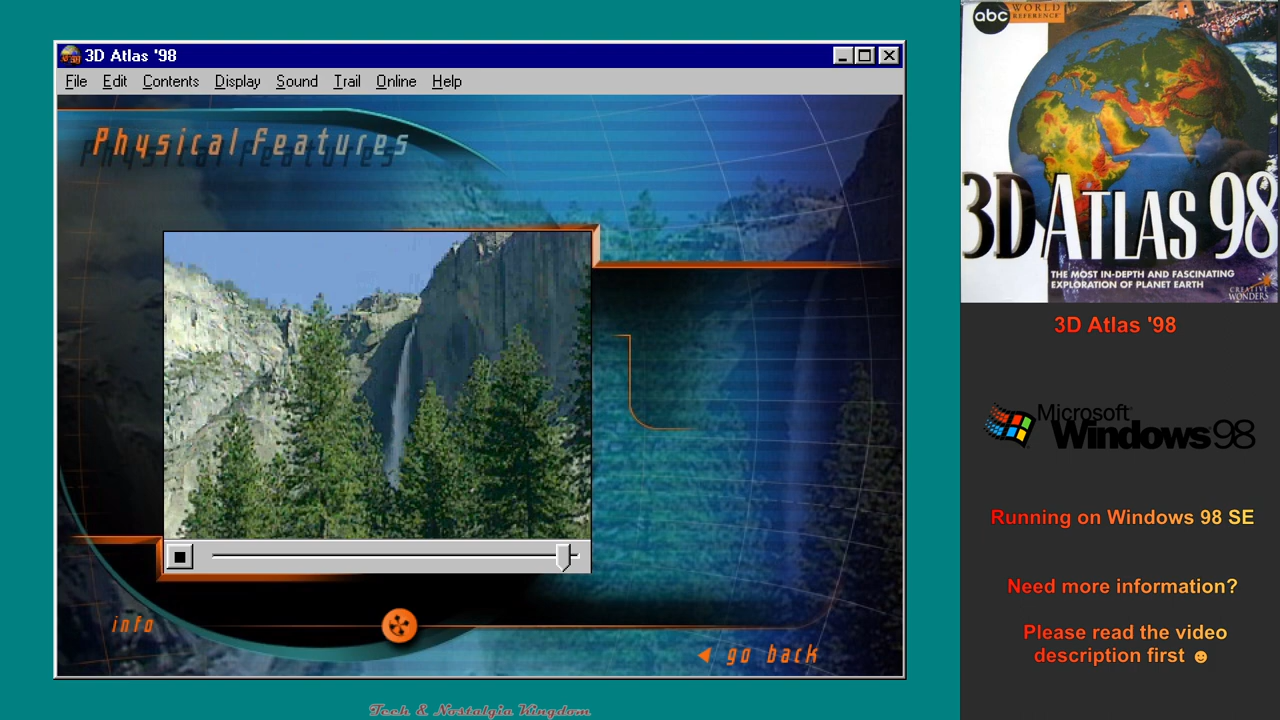 3D Atlas '98
File Edit Contents Display Sound Trail Online Help
Physical Features
info
go back
Tech & Nostalgia Kingdom
abc WORLD
REFERENCE
3D ATLAS 98
THE MOST IN-DEPTH AND FASCINATING
EXPLORATION OF PLANET EARTH
CREATIVE
WONDERS
3D Atlas '98
Microsoft
Windows 98
Running on Windows 98 SE
Need more information?
Please read the video
description first ☻